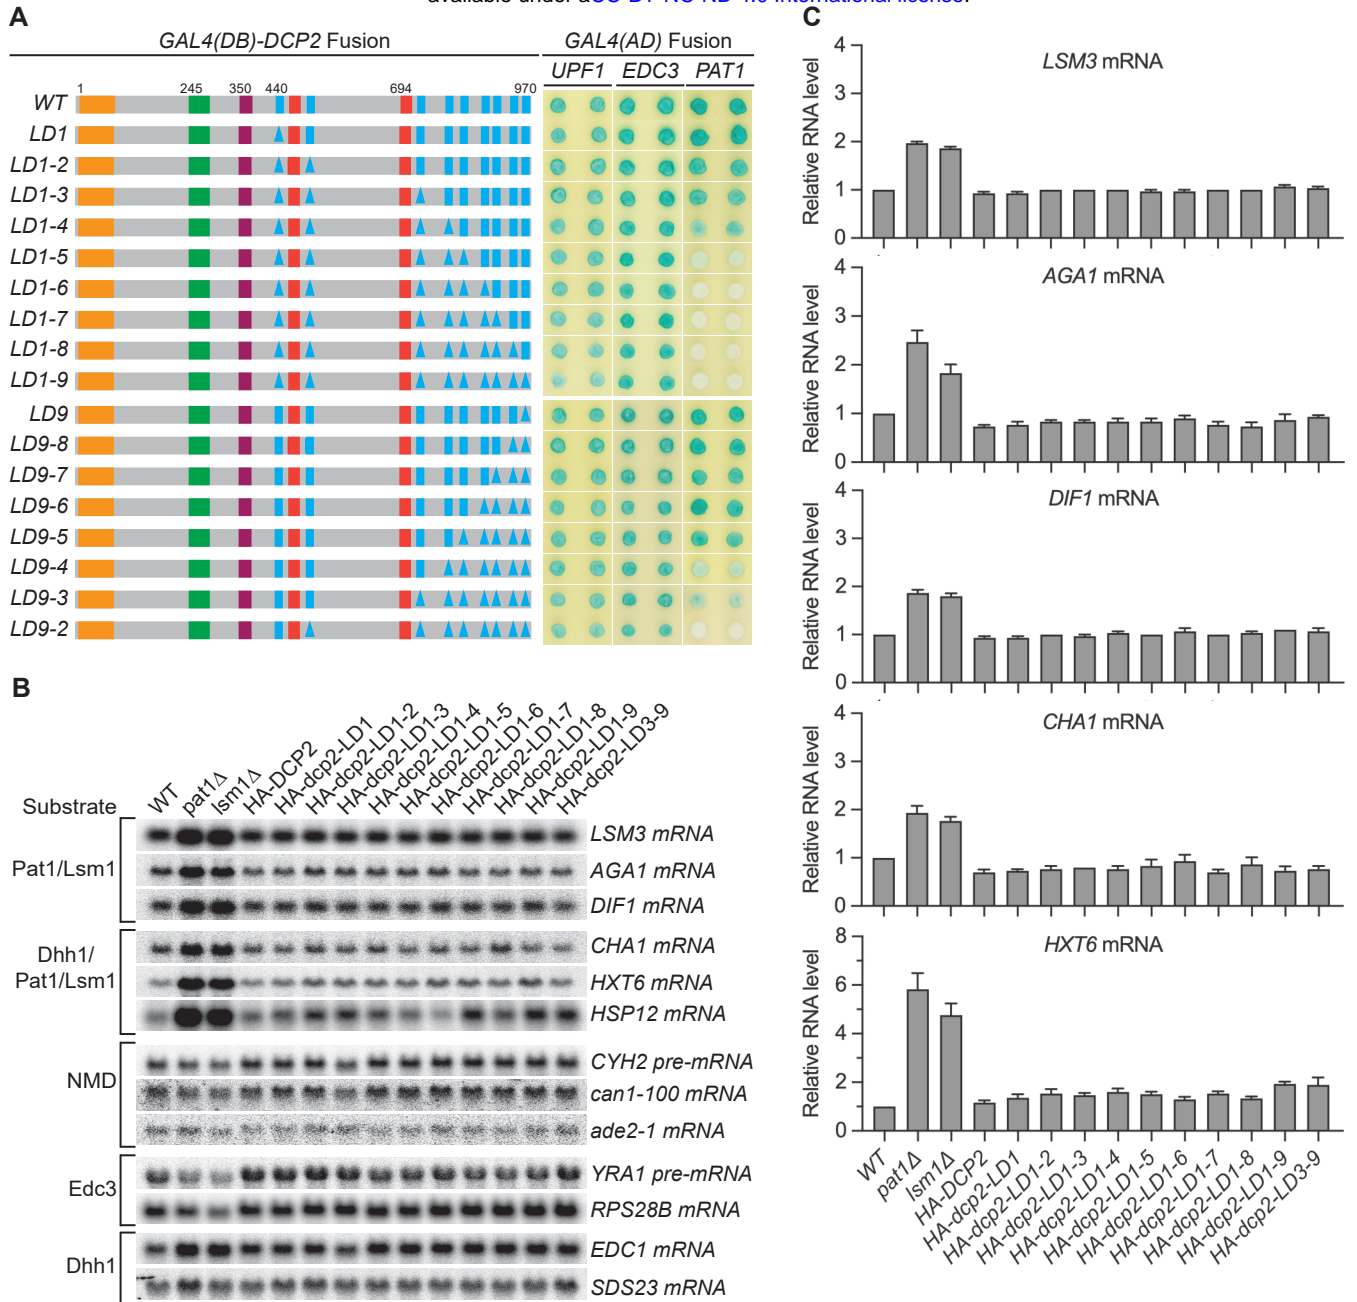 A
GAL4(DB)-DCP2 Fusion
GAL4(AD) Fusion
UPF1 EDC3 PAT1
1 245 350 440 694 970
WT
LD1
LD1-2
LD1-3
LD1-4
LD1-5
LD1-6
LD1-7
LD1-8
LD1-9
LD9
LD9-8
LD9-7
LD9-6
LD9-5
LD9-4
LD9-3
LD9-2
B
Substrate
WT
pat1Δ
lsm1Δ
HA-DCP2
HA-dcp2-LD1
HA-dcp2-LD1-2
HA-dcp2-LD1-3
HA-dcp2-LD1-4
HA-dcp2-LD1-5
HA-dcp2-LD1-6
HA-dcp2-LD1-7
HA-dcp2-LD1-8
HA-dcp2-LD1-9
HA-dcp2-LD3-9
Pat1/Lsm1
LSM3 mRNA
AGA1 mRNA
DIF1 mRNA
Dhh1/
Pat1/Lsm1
CHA1 mRNA
HXT6 mRNA
HSP12 mRNA
NMD
CYH2 pre-mRNA
can1-100 mRNA
ade2-1 mRNA
Edc3
YRA1 pre-mRNA
RPS28B mRNA
Dhh1
EDC1 mRNA
SDS23 mRNA
C
LSM3 mRNA
Relative RNA level
4
3
2
1
0
AGA1 mRNA
Relative RNA level
4
3
2
1
0
DIF1 mRNA
Relative RNA level
4
3
2
1
0
CHA1 mRNA
Relative RNA level
4
3
2
1
0
HXT6 mRNA
Relative RNA level
8
6
4
2
0
WT
pat1Δ
lsm1Δ
HA-DCP2
HA-dcp2-LD1
HA-dcp2-LD1-2
HA-dcp2-LD1-3
HA-dcp2-LD1-4
HA-dcp2-LD1-5
HA-dcp2-LD1-6
HA-dcp2-LD1-7
HA-dcp2-LD1-8
HA-dcp2-LD1-9
HA-dcp2-LD3-9